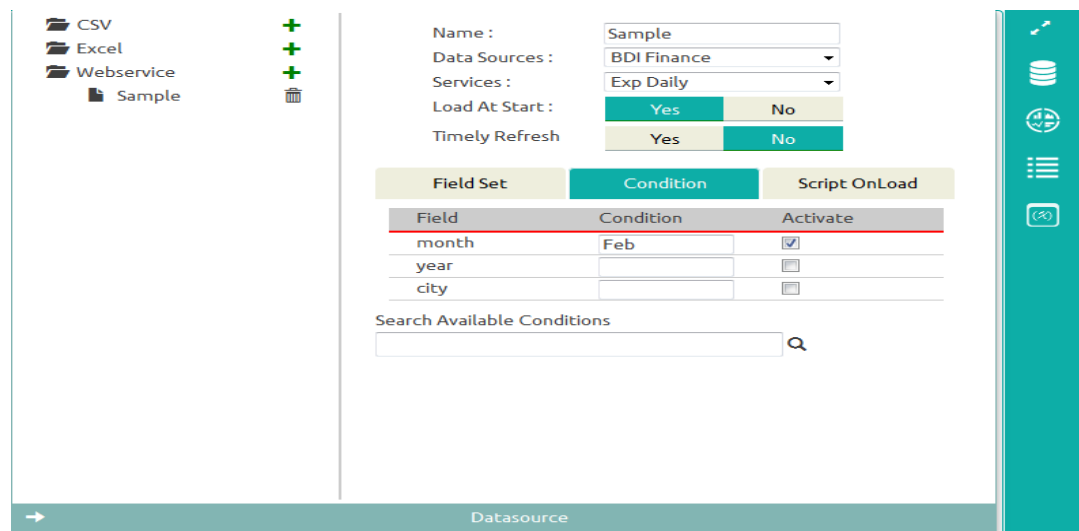 CSV
Excel
Webservice
Sample
Name :
Sample
Data Sources :
BDI Finance
Services :
Exp Daily
Load At Start :
Yes
No
Timely Refresh
Yes
No
Field Set
Condition
Script OnLoad
Field
Condition
Activate
month
Feb
year
city
Search Available Conditions
Datasource